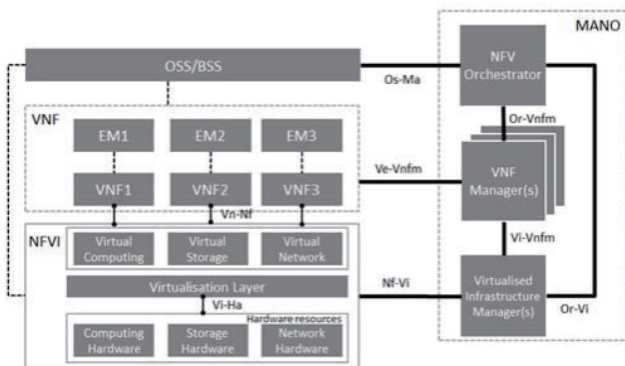 MANO
OSS/BSS
Os-Ma
NFV
Orchestrator
VNF
EM1
EM2
EM3
Or-Vnfm
VNF1
VNF2
VNF3
Ve-Vnfm
VNF
Manager(s)
Vn-Nf
NFVI
Virtual
Computing
Virtual
Storage
Virtual
Network
Vi-Vnfm
Virtualisation Layer
Nf-Vi
Virtualised
Infrastructure
Manager(s)
Or-Vi
Vi-Ha
Hardware resources
Computing
Hardware
Storage
Hardware
Network
Hardware